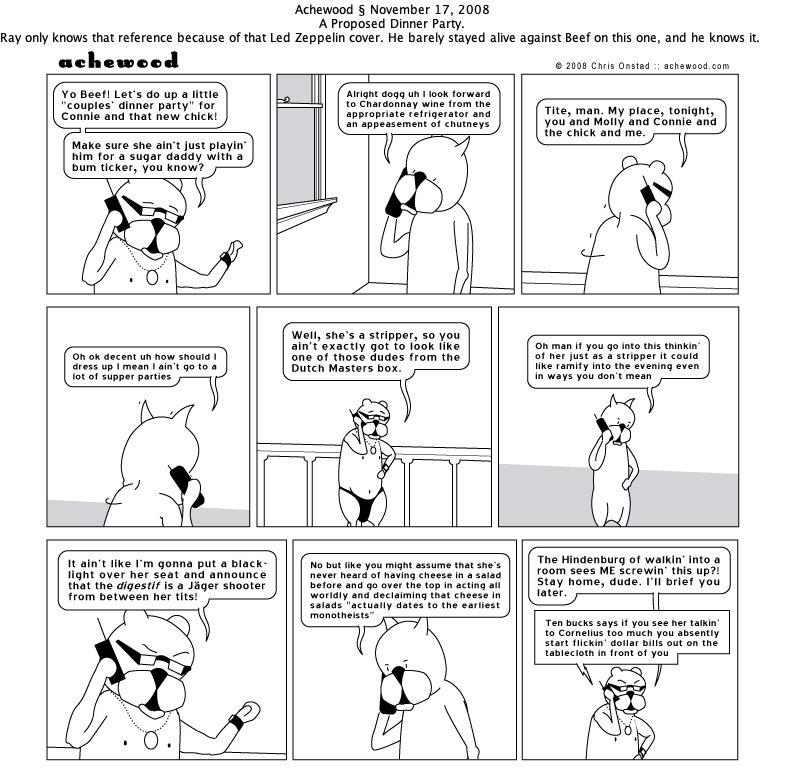 Achewood § November 17, 2008
A Proposed Dinner Party.
Ray only knows that reference because of that Led Zeppelin cover. He barely stayed alive against Beef on this one, and he knows it.
achewood
© 2008 Chris Onstad :: achewood.com
Yo Beef! Let's do up a little
"couples' dinner party" for
Connie and that new chick!
Make sure she ain't just playin'
him for a sugar daddy with a
bum ticker, you know?
Alright dogg uh I look forward
to Chardonnay wine from the
appropriate refrigerator and
an appeasement of chutneys
Tite, man. My place, tonight,
you and Molly and Connie and
the chick and me.
Oh ok decent uh how should I
dress up I mean I ain't go to a
lot of supper parties
Well, she's a stripper, so you
ain't exactly got to look like
one of those dudes from the
Dutch Masters box.
Oh man if you go into this thinkin'
of her just as a stripper it could
like ramify into the evening even
in ways you don't mean
It ain't like I'm gonna put a black-
light over her seat and announce
that the digestif is a Jäger shooter
from between her tits!
No but like you might assume that she's
never heard of having cheese in a salad
before and go over the top in acting all
worldly and declaiming that cheese in
salads "actually dates to the earliest
monotheists"
The Hindenburg of walkin' into a
room sees ME screwin' this up?!
Stay home, dude. I'll brief you
later.
Ten bucks says if you see her talkin'
to Cornelius too much you absently
start flickin' dollar bills out on the
tablecloth in front of you